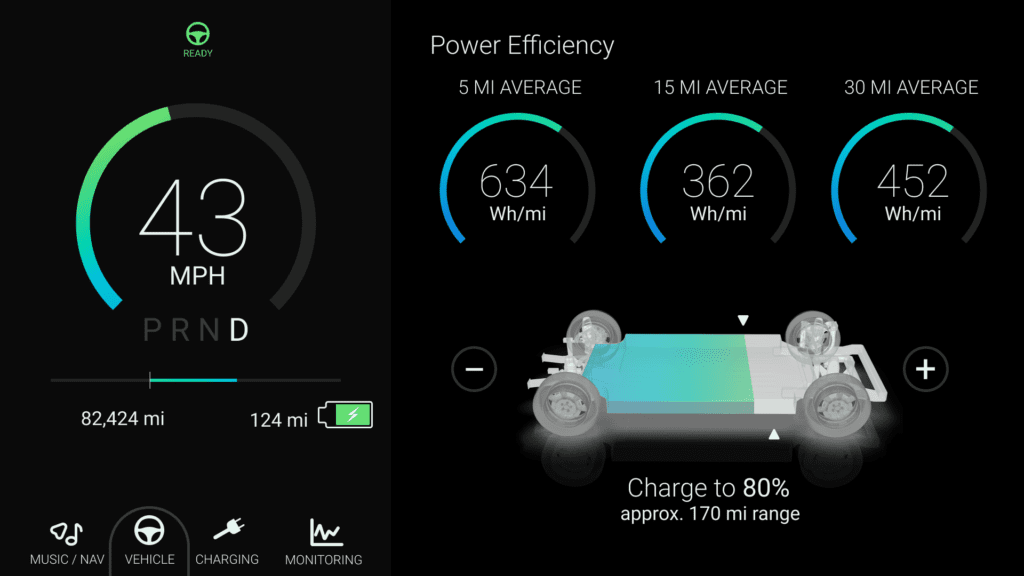 READY
43
MPH
P R N D
82,424 mi
124 mi
MUSIC / NAV
VEHICLE
CHARGING
MONITORING
Power Efficiency
5 MI AVERAGE
15 MI AVERAGE
30 MI AVERAGE
634
Wh/mi
362
Wh/mi
452
Wh/mi
Charge to 80%
approx. 170 mi range